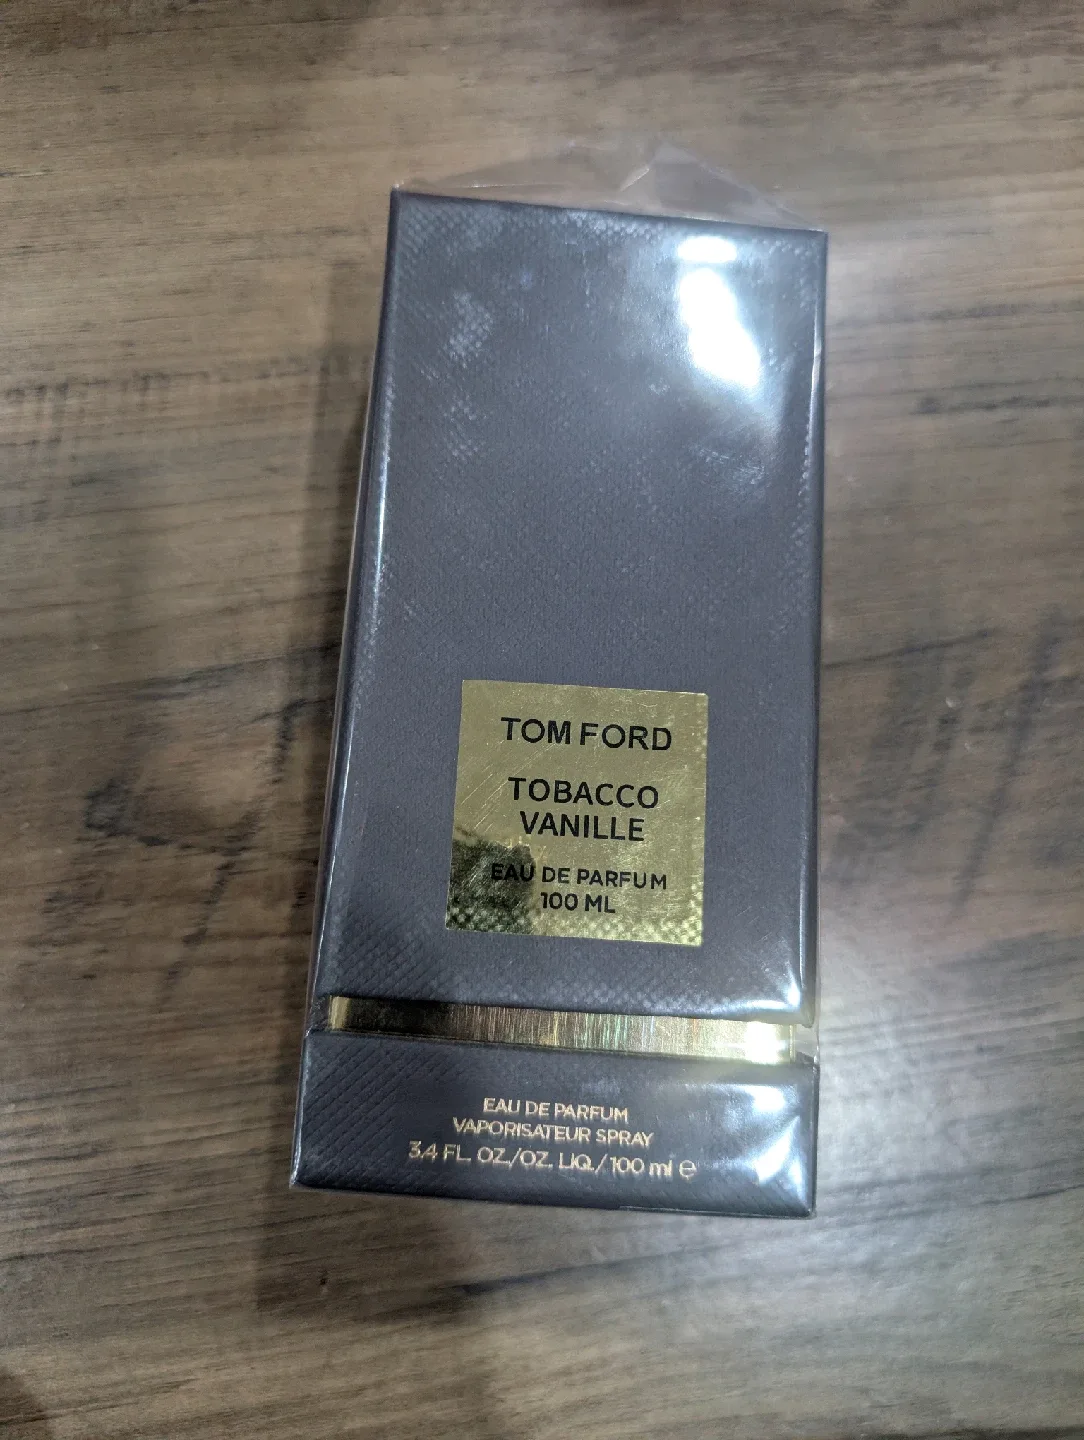 TOM FORD
TOBACCO
VANILLE
EAU DE PARFUM
100 ML
EAU DE PARFUM
VAPORISATEUR SPRAY
3.4 FL. OZ./OZ. LIQ./100 ml ℮